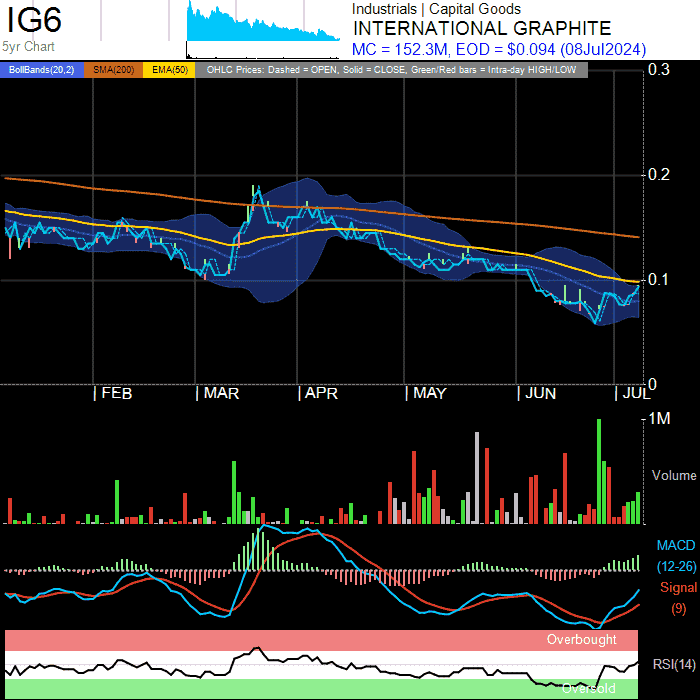 IG6
5yr Chart
Industrials | Capital Goods
INTERNATIONAL GRAPHITE
MC = 152.3M, EOD = $0.094 (08Jul2024)
BollBands(20,2) SMA(200) EMA(50) OHLC Prices: Dashed = OPEN, Solid = CLOSE, Green/Red bars = Intra-day HIGH/LOW
0.3
0.2
0.1
0
| FEB | MAR | APR | MAY | JUN | JUL
1M
Volume
MACD
(12-26)
Signal
(9)
Overbought
RSI(14)
Oversold